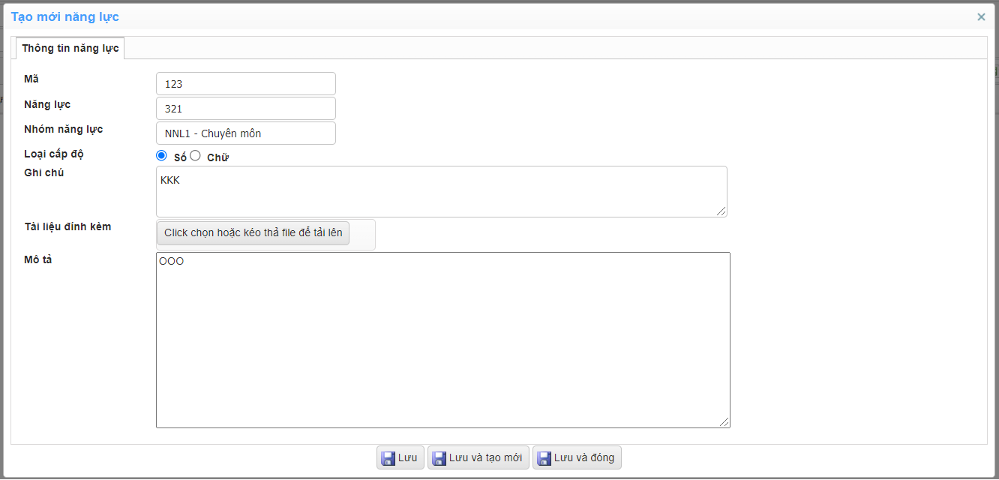 Tạo mới năng lực
Thông tin năng lực
Mã
123
Năng lực
321
Nhóm năng lực
NNL1 - Chuyên môn
Loại cấp độ
Số Chữ
Ghi chú
KKK
Tài liệu đính kèm
Click chọn hoặc kéo thả file để tải lên
Mô tả
OOO
Lưu Lưu và tạo mới Lưu và đóng